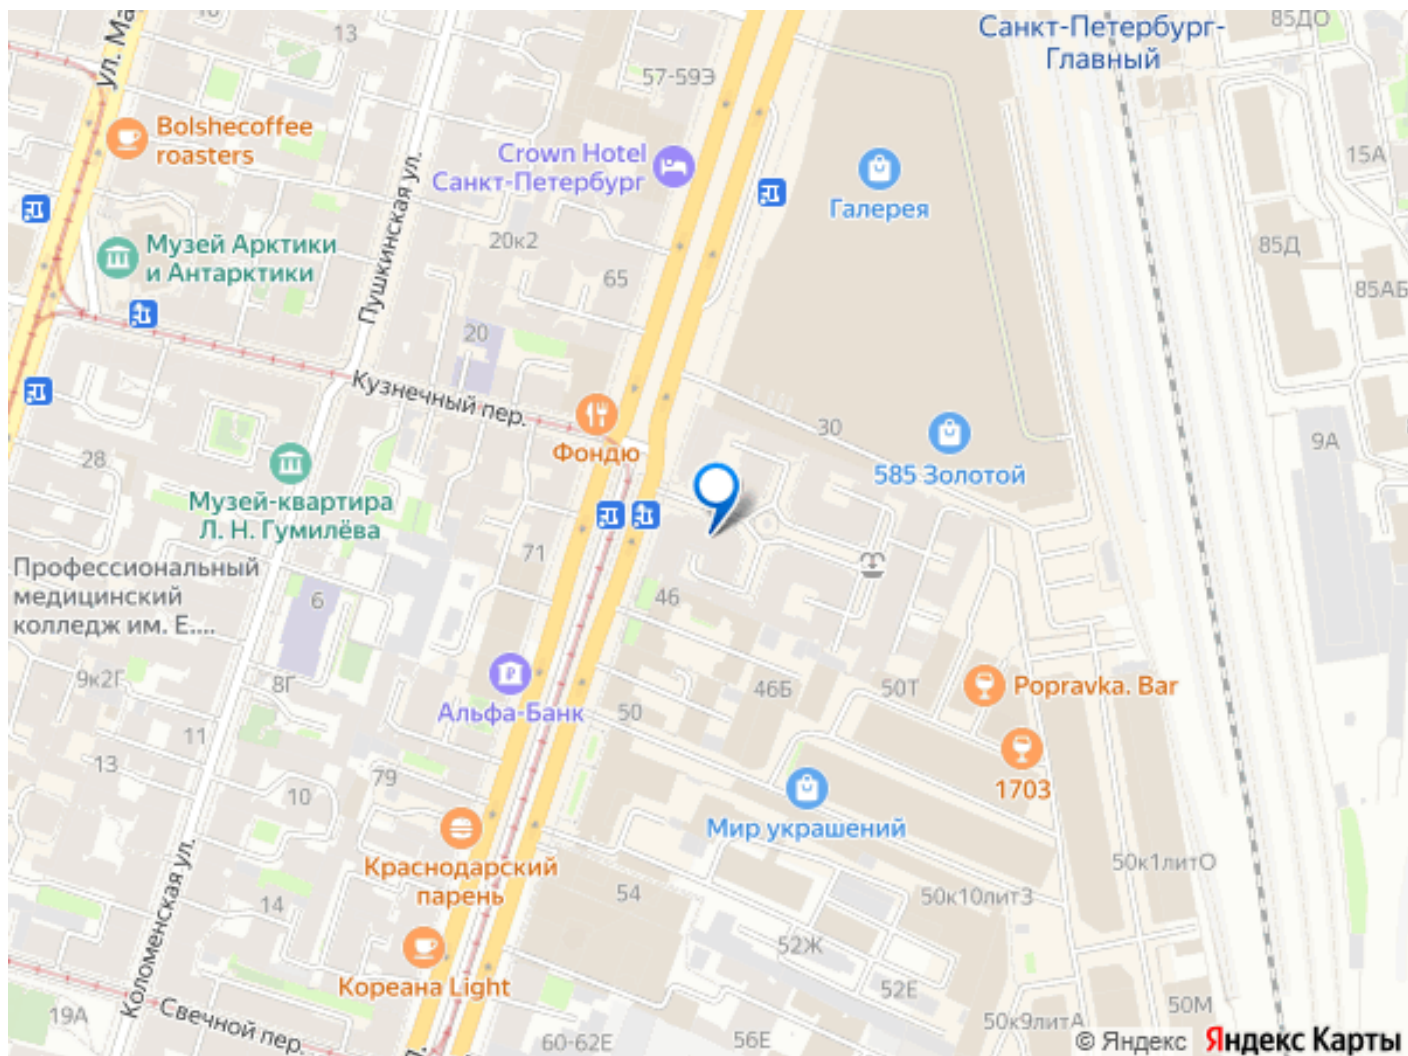 Санкт-Петербург-
Главный
85ДО
13
57-59Э
ул. Ма
Bolshecoffee
roasters
Crown Hotel
Санкт-Петербург
15А
Галерея
Пушкинская ул.
Музей Арктики
и Антарктики
20к2
65
85Д
85АБ
20
Кузнечный пер.
Фондю
30
585 Золотой
9А
28
Музей-квартира
Л. Н. Гумилёва
71
Профессиональный
медицинский
колледж им. Е....
6
46
9к2Г
8Г
46Б
50Т
Popravka. Bar
Альфа-Банк
50
11
13
79
10
1703
Мир украшений
Краснодарский
парень
54
50к1литО
50к10литЗ
Коломенская ул.
14
52Ж
Кореана Light
52Е
50М
19А
Свечной пер.
60-62Е
56Е
50к9литА
© Яндекс Яндекс Карты